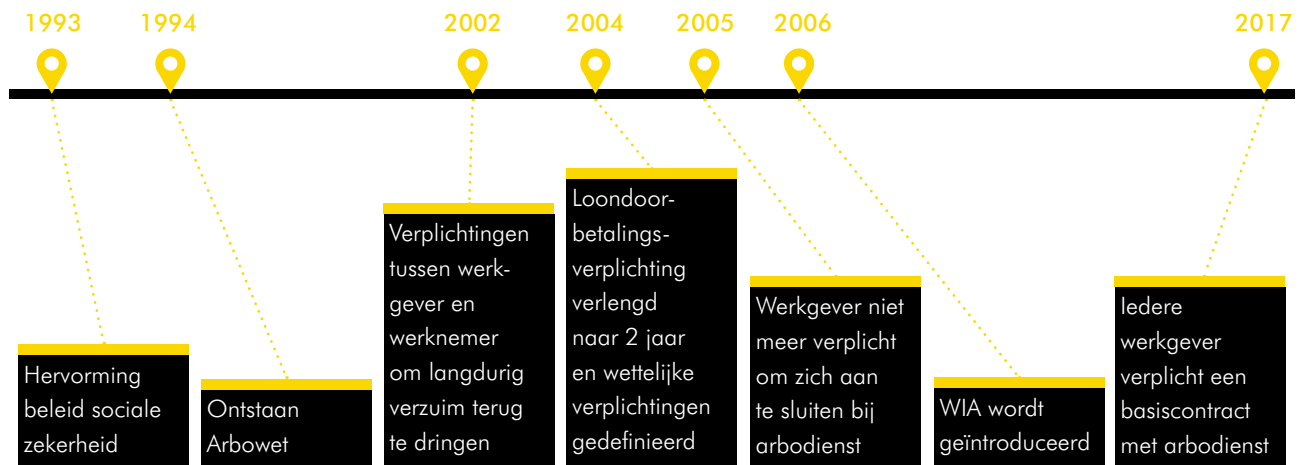 1993
1994
2002
2004
2005
2006
2017
Hervorming
beleid sociale
zekerheid
Ontstaan
Arbowet
Verplichtingen
tussen werk-
gever en
werknemer
om langdurig
verzuim terug
te dringen
Loondoor-
betalings-
verplichting
verlengd
naar 2 jaar
en wettelijke
verplichtingen
gedefinieerd
Werkgever niet
meer verplicht
om zich aan
te sluiten bij
arbodienst
WIA wordt
geïntroduceerd
Iedere
werkgever
verplicht een
basiscontract
met arbodienst